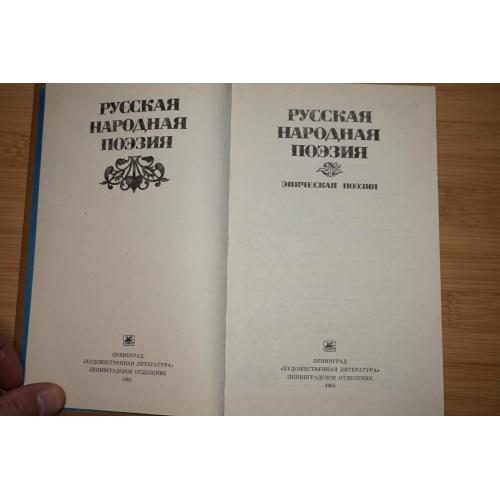 РУССКАЯ
НАРОДНАЯ
ПОЭЗИЯ
ЛЕНИНГРАД
«ХУДОЖЕСТВЕННАЯ ЛИТЕРАТУРА»
ЛЕНИНГРАДСКОЕ ОТДЕЛЕНИЕ
1984
РУССКАЯ
НАРОДНАЯ
ПОЭЗИЯ
ЭПИЧЕСКАЯ ПОЭЗИЯ
ЛЕНИНГРАД
«ХУДОЖЕСТВЕННАЯ ЛИТЕРАТУРА»
ЛЕНИНГРАДСКОЕ ОТДЕЛЕНИЕ
1984